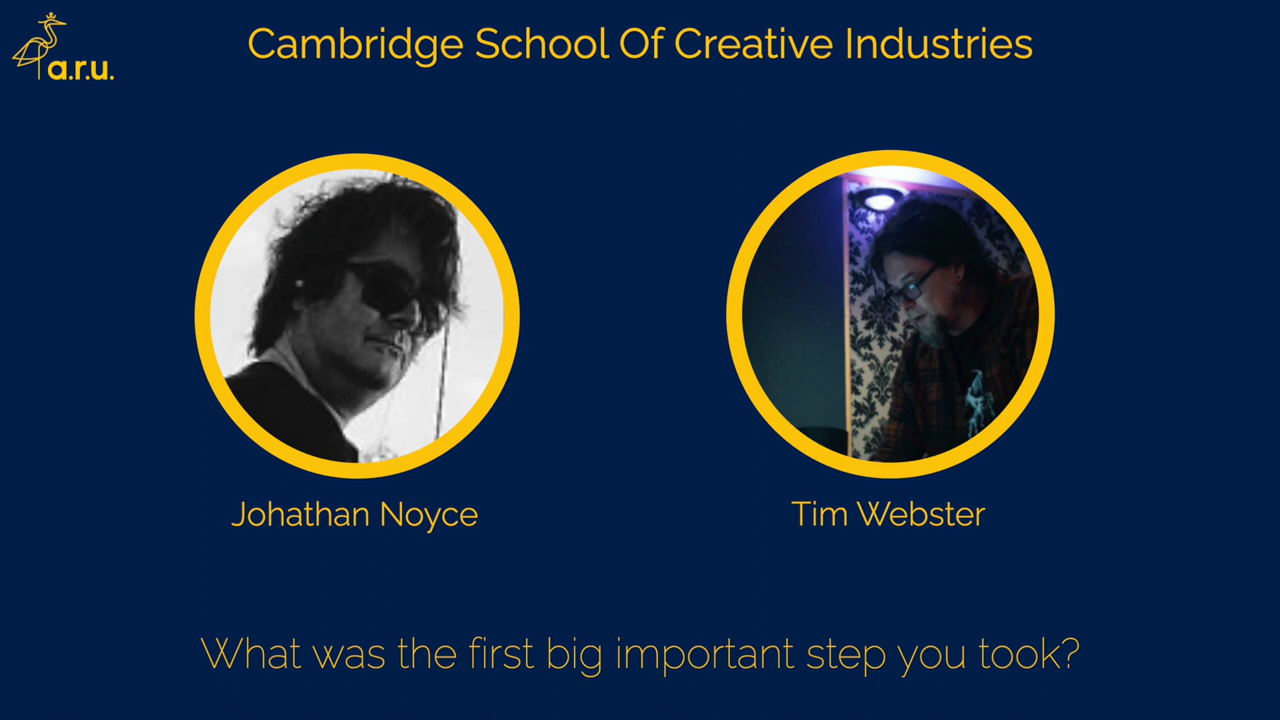 Cambridge School Of Creative Industries
a.r.u.
Johathan Noyce
Tim Webster
What was the first big important step you took?